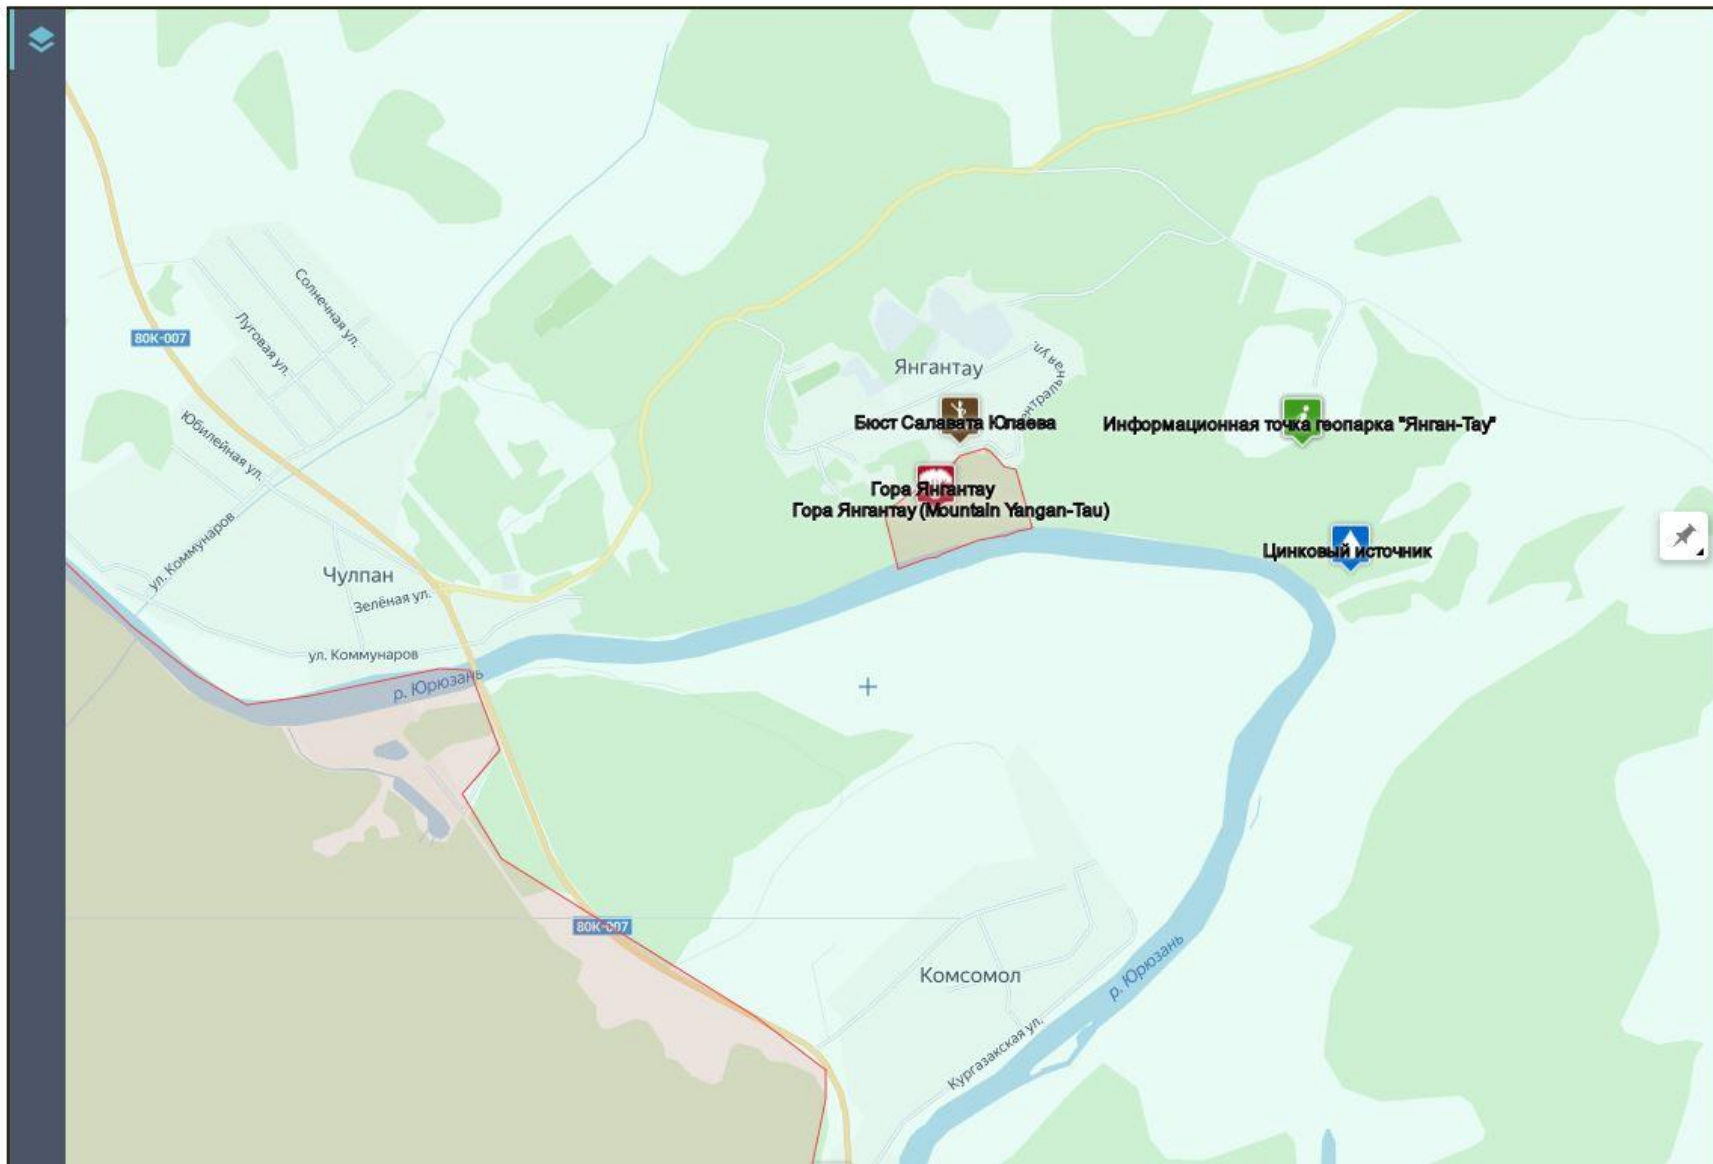 Солнечная ул.
Луговая ул.
80К-007
Янгантау
Центральная ул.
Бюст Салавата Юлаева
Информационная точка геопарка "Янган-Тау"
Юбилейная ул.
Гора Янгантау
Гора Янгантау (Mountain Yangan-Tau)
ул. Коммунаров
Цинковый источник
Чулпан
Зелёная ул.
ул. Коммунаров
р. Юрюзань
80К-007
Комсомол
р. Юрюзань
Кургазакская ул.